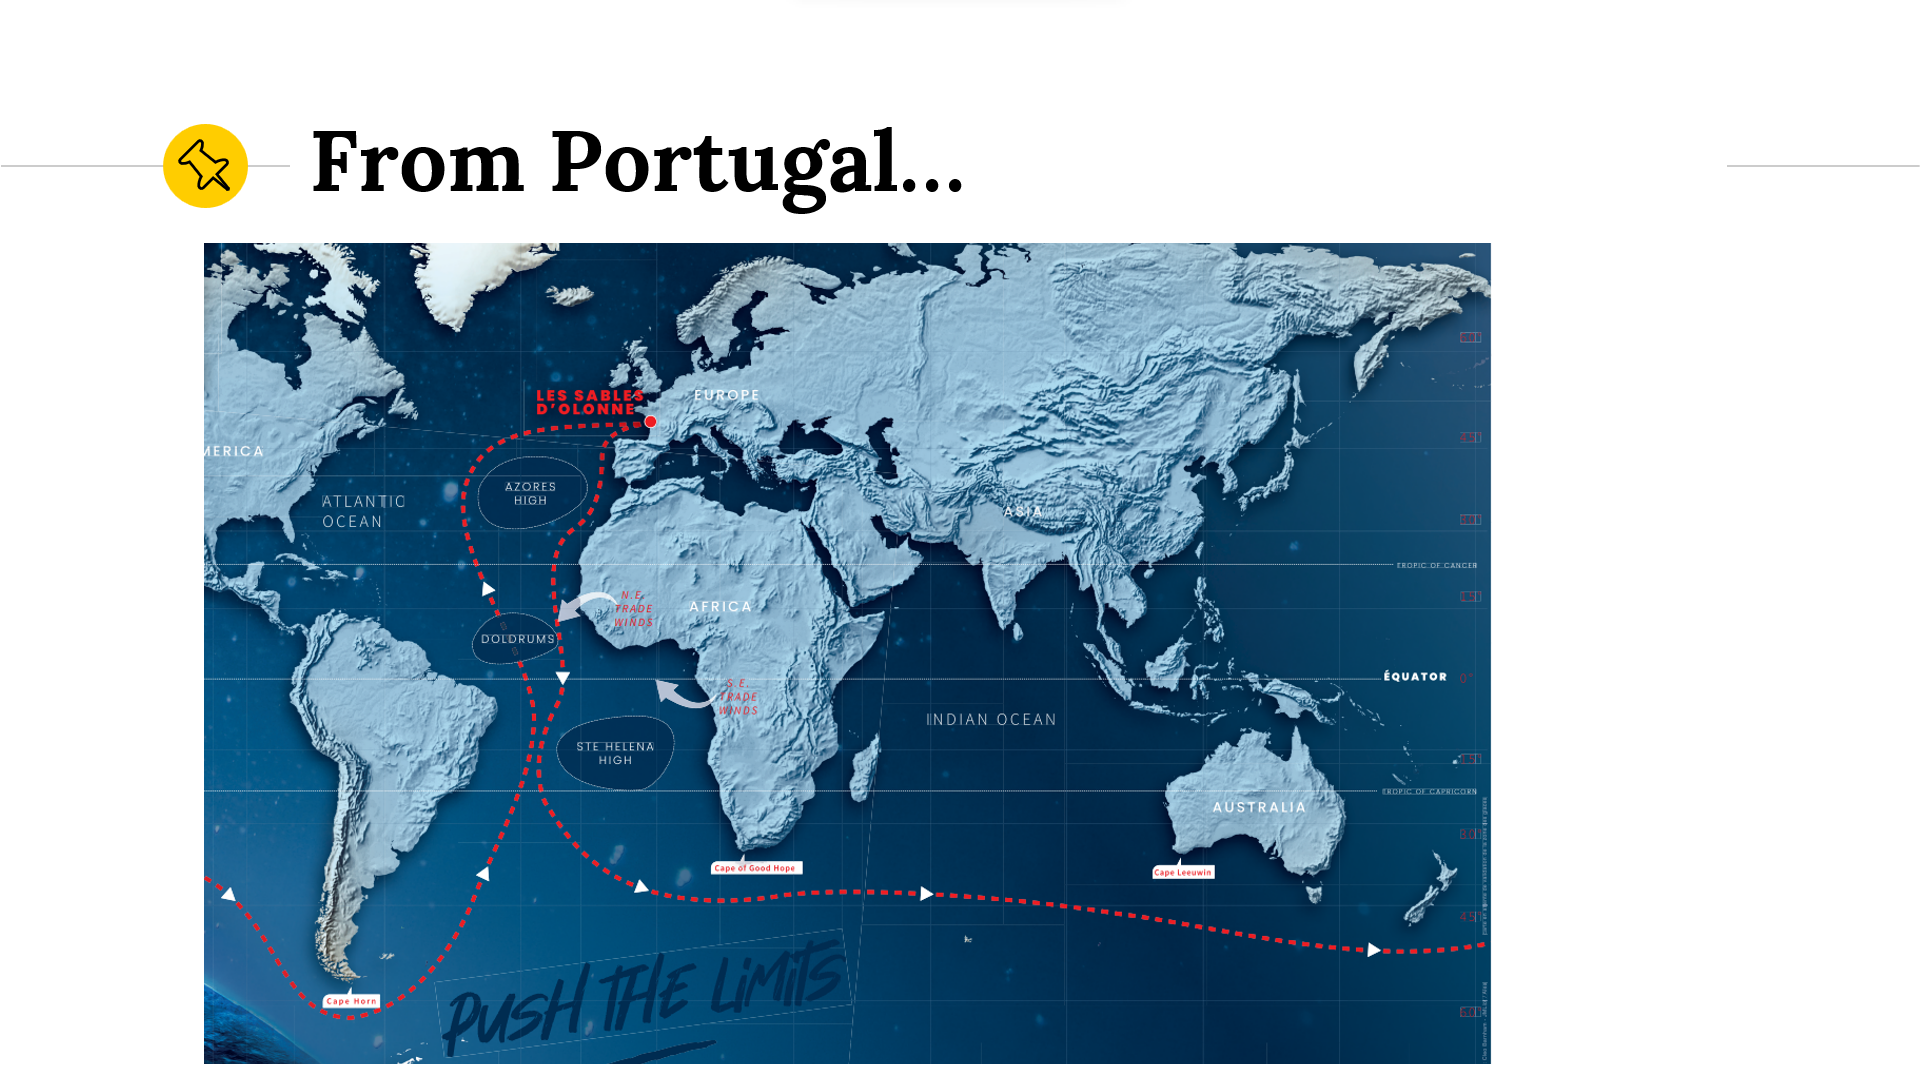 From Portugal...
LES SABLES
D'OLONNE
EUROPE
MERICA
ATLANTIC
OCEAN
AZORES
HIGH
ASIA
TROPIC OF CANCER
N.E.
TRADE
WINDS
AFRICA
DOLDRUMS
ÉQUATOR
0°
S.E.
TRADE
WINDS
INDIAN OCEAN
STE HELENA
HIGH
TROPIC OF CAPRICORN
AUSTRALIA
Cape of Good Hope
Cape Leeuwin
Cape Horn
PUSH THE LiMiTS